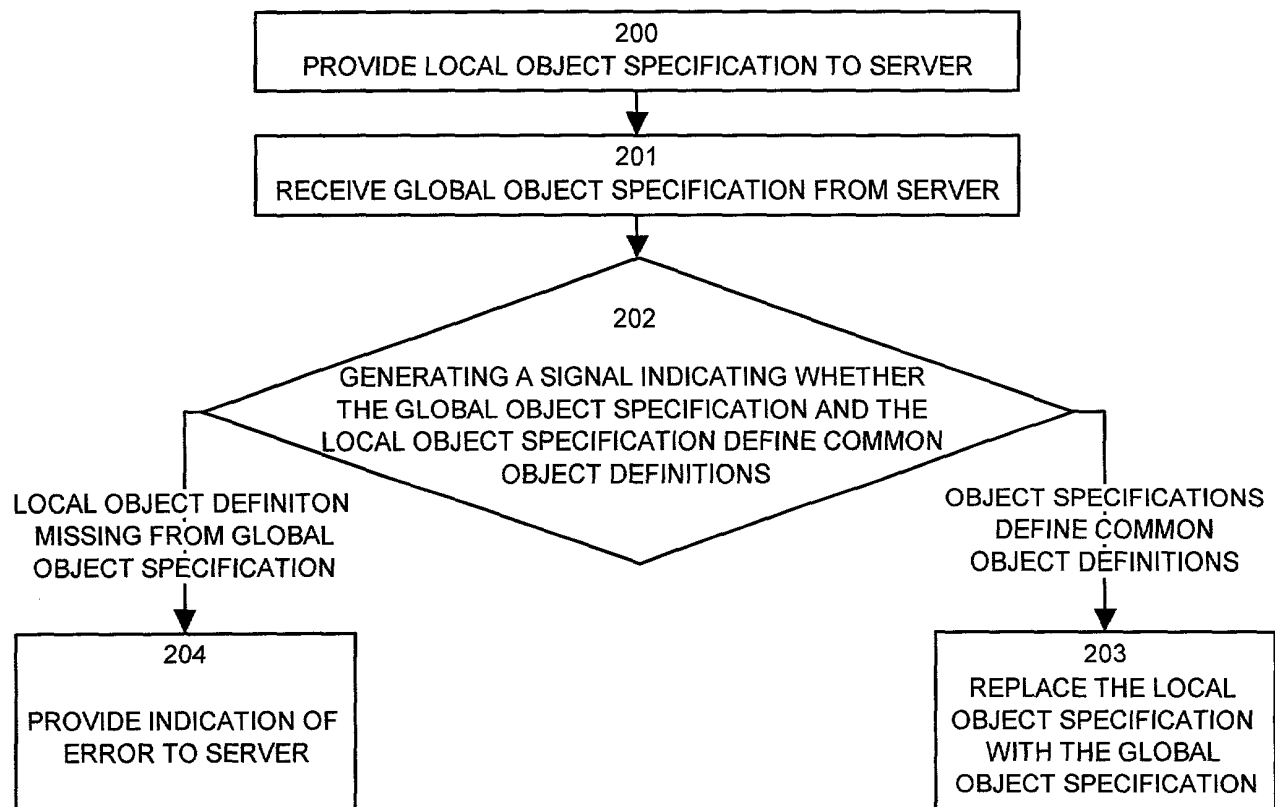 200
PROVIDE LOCAL OBJECT SPECIFICATION TO SERVER
201
RECEIVE GLOBAL OBJECT SPECIFICATION FROM SERVER
202
GENERATING A SIGNAL INDICATING WHETHER
THE GLOBAL OBJECT SPECIFICATION AND THE
LOCAL OBJECT SPECIFICATION DEFINE COMMON
OBJECT DEFINITIONS
LOCAL OBJECT DEFINITON
MISSING FROM GLOBAL
OBJECT SPECIFICATION
OBJECT SPECIFICATIONS
DEFINE COMMON
OBJECT DEFINITIONS
204
PROVIDE INDICATION OF
ERROR TO SERVER
203
REPLACE THE LOCAL
OBJECT SPECIFICATION
WITH THE GLOBAL
OBJECT SPECIFICATION